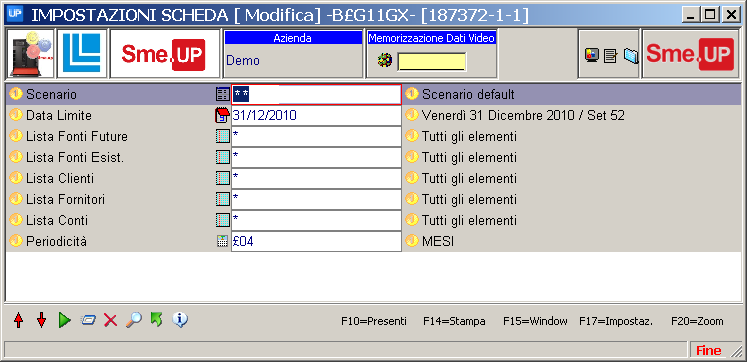 UP IMPOSTAZIONI SCHEDA [ Modifica] -B£G11GX- [187372-1-1]
Sme.UP
Azienda
Demo
Memorizzazione Dati Video
Sme.UP
Scenario ** Scenario default
Data Limite 31/12/2010 Venerdì 31 Dicembre 2010 / Set 52
Lista Fonti Future * Tutti gli elementi
Lista Fonti Esist. * Tutti gli elementi
Lista Clienti * Tutti gli elementi
Lista Fornitori * Tutti gli elementi
Lista Conti * Tutti gli elementi
Periodicità £04 MESI
F10=Presenti F14=Stampa F15=Window F17=Impostaz. F20=Zoom
Fine